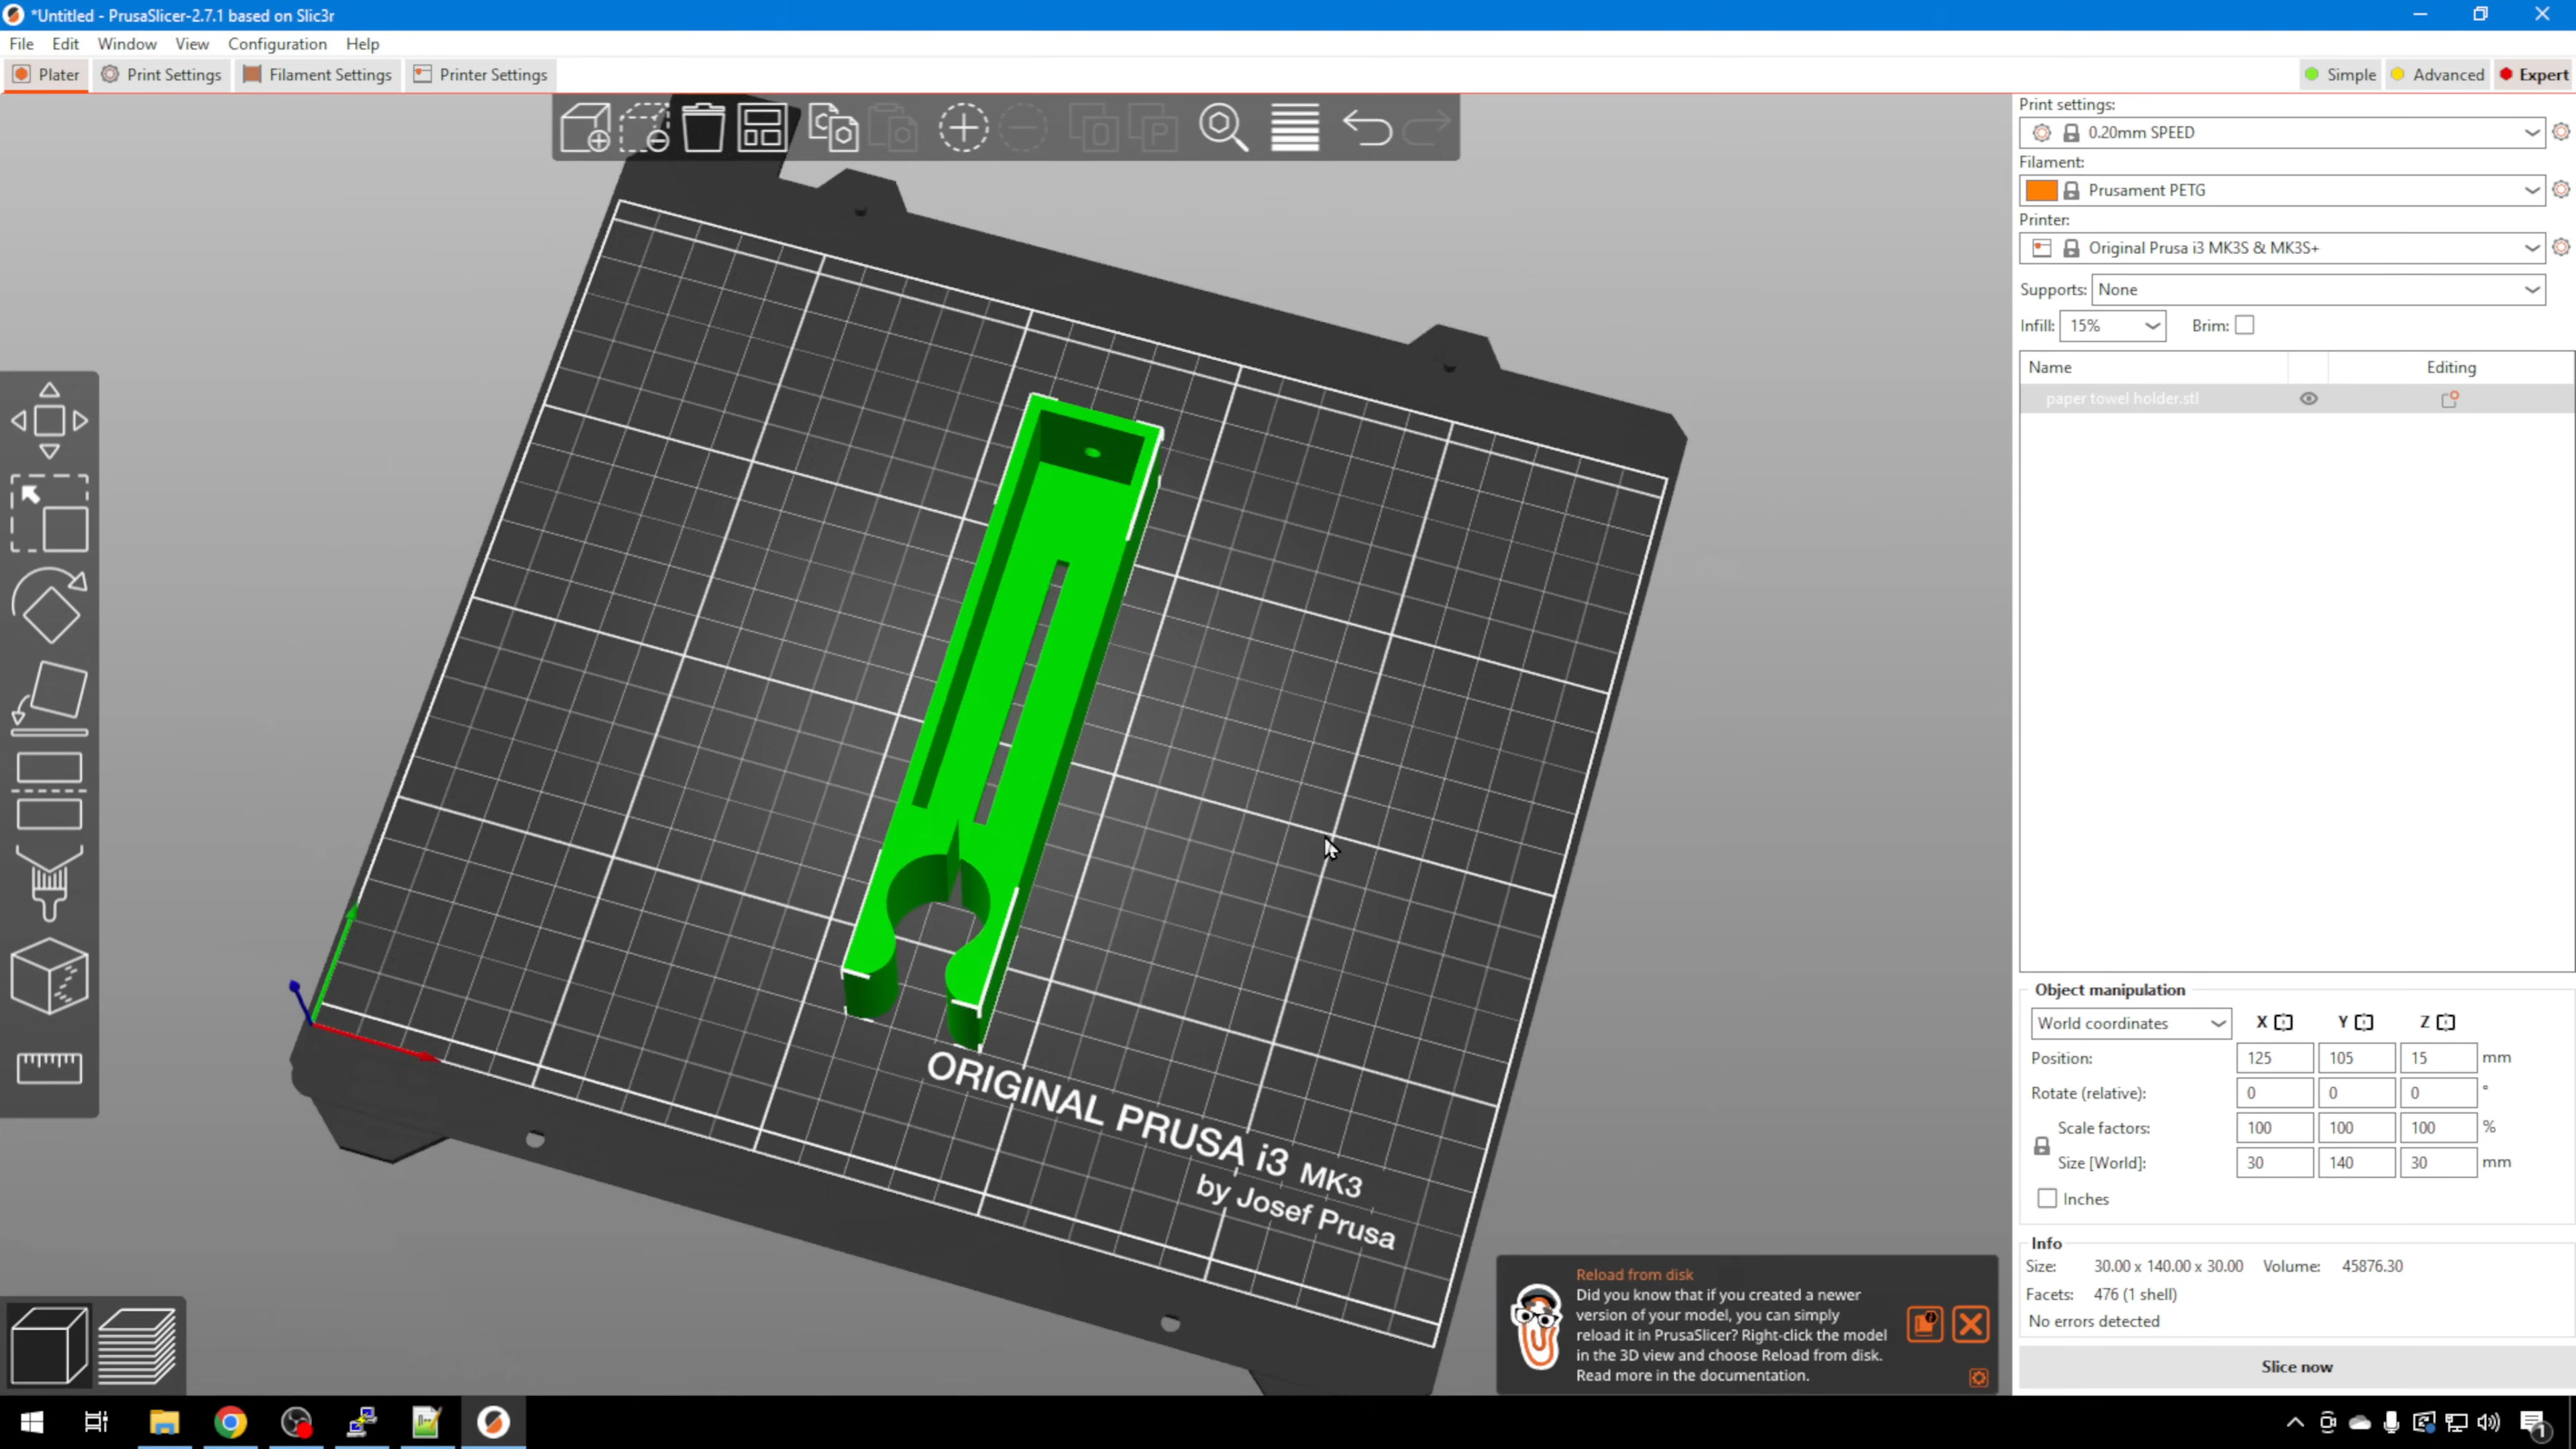 *Untitled - PrusaSlicer-2.7.1 based on Slic3r
File Edit Window View Configuration Help
Plater Print Settings Filament Settings Printer Settings
Simple Advanced Expert
Print settings:
0.20mm SPEED
Filament:
Prusament PETG
Printer:
Original Prusa i3 MK3S & MK3S+
Supports: None
Infill: 15% Brim:
Name Editing
paper towel holder.stl
ORIGINAL PRUSA i3 MK3
by Josef Prusa
Object manipulation
World coordinates X Y Z
Position: 125 105 15 mm
Rotate (relative): 0 0 0 °
Scale factors: 100 100 100 %
Size [World]: 30 140 30 mm
Inches
Info
Size: 30.00 x 140.00 x 30.00 Volume: 45876.30
Facets: 476 (1 shell)
No errors detected
Slice now
Reload from disk
Did you know that if you created a newer
version of your model, you can simply
reload it in PrusaSlicer? Right-click the model
in the 3D view and choose Reload from disk.
Read more in the documentation.
1